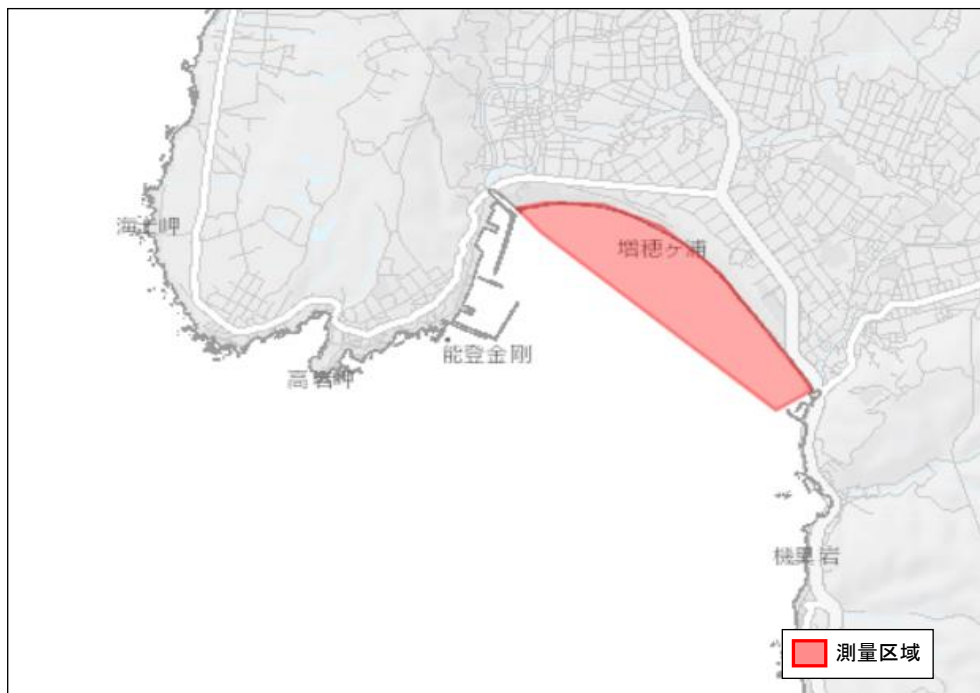 海士岬
増穂ヶ浦
能登金剛
高岩岬
機具岩
測量区域